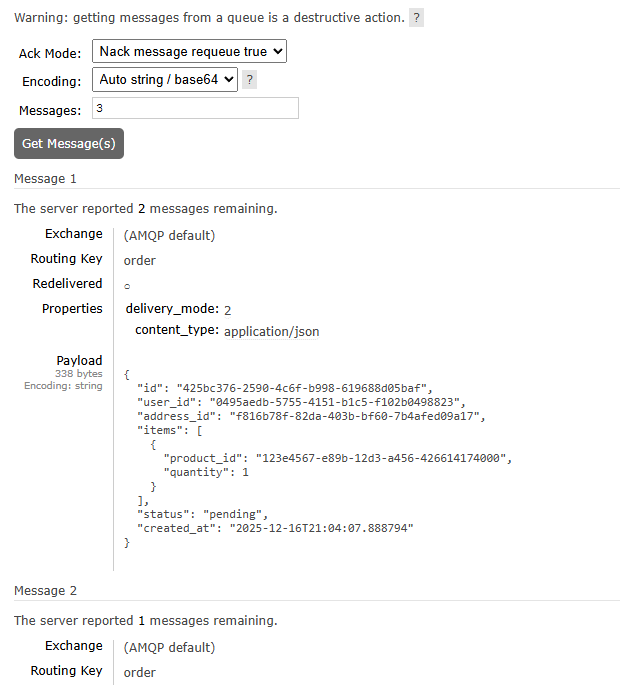 Warning: getting messages from a queue is a destructive action. ?
Ack Mode: Nack message requeue true
Encoding: Auto string / base64 ?
Messages: 3
Get Message(s)
Message 1
The server reported 2 messages remaining.
Exchange (AMQP default)
Routing Key order
Redelivered ○
Properties delivery_mode: 2
content_type: application/json
Payload
338 bytes
Encoding: string
{
  "id": "425bc376-2590-4c6f-b998-619688d05baf",
  "user_id": "0495aedb-5755-4151-b1c5-f102b0498823",
  "address_id": "f816b78f-82da-403b-bf60-7b4afed09a17",
  "items": [
    {
      "product_id": "123e4567-e89b-12d3-a456-426614174000",
      "quantity": 1
    }
  ],
  "status": "pending",
  "created_at": "2025-12-16T21:04:07.888794"
}
Message 2
The server reported 1 messages remaining.
Exchange (AMQP default)
Routing Key order